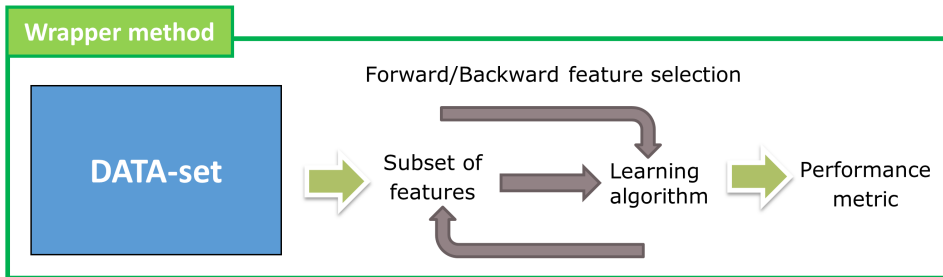 Wrapper method
Forward/Backward feature selection
DATA-set
Subset of
features
Learning
algorithm
Performance
metric